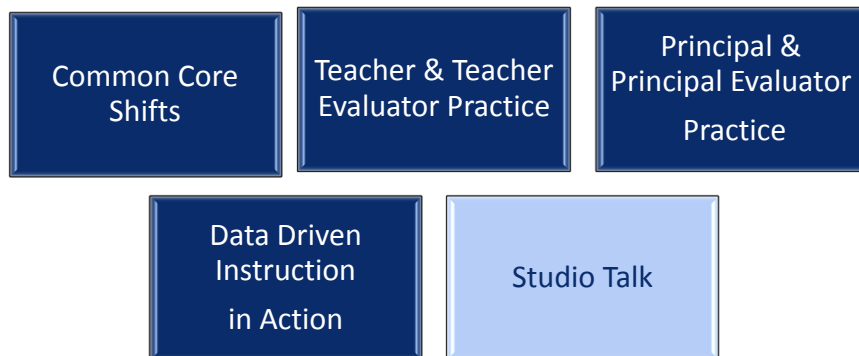 Common Core
Shifts
Teacher & Teacher
Evaluator Practice
Principal &
Principal Evaluator
Practice
Data Driven
Instruction
in Action
Studio Talk